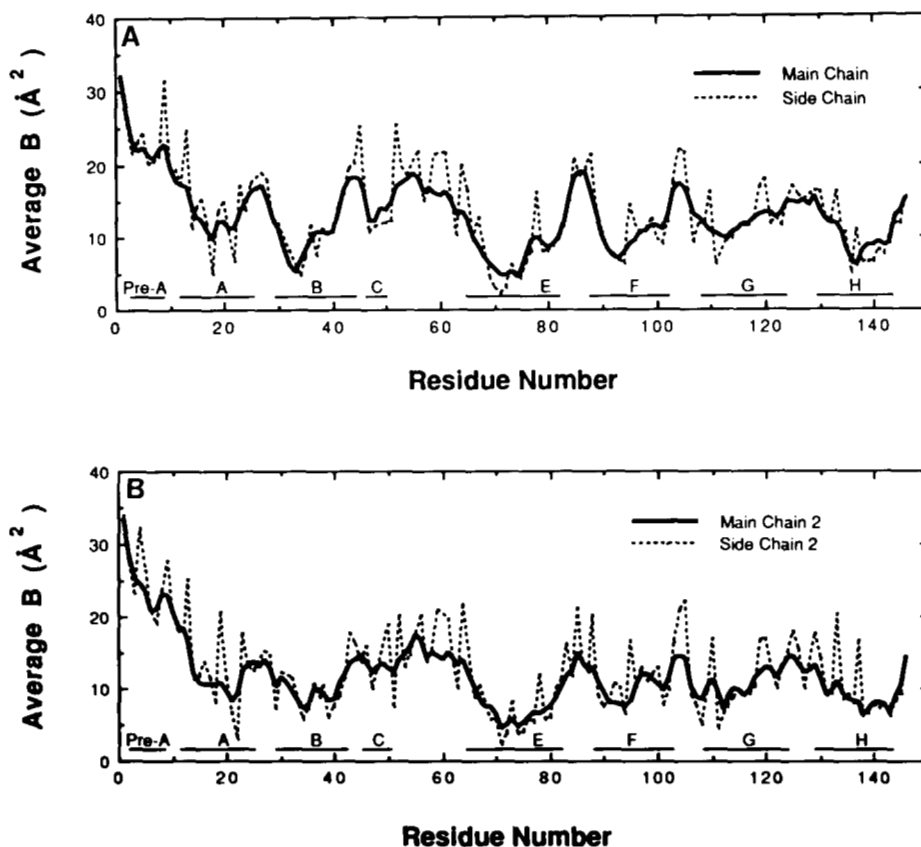 A
40
30
20
10
0
Average B (Å²)
Main Chain
Side Chain
Pre-A A B C E F G H
0 20 40 60 80 100 120 140
Residue Number
B
40
30
20
10
0
Average B (Å²)
Main Chain 2
Side Chain 2
Pre-A A B C E F G H
0 20 40 60 80 100 120 140
Residue Number